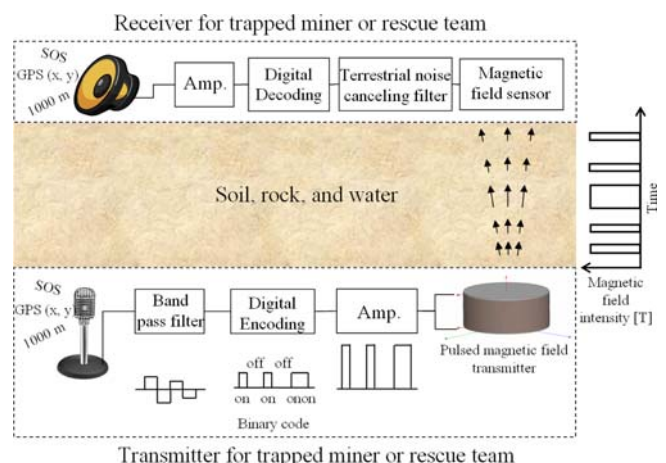 Receiver for trapped miner or rescue team
SOS
GPS (x, y)
1000 m
Amp.
Digital
Decoding
Terrestrial noise
canceling filter
Magnetic
field sensor
Soil, rock, and water
Time
Magnetic
field
intensity [T]
SOS
GPS (x, y)
1000 m
Band
pass filter
Digital
Encoding
Amp.
Pulsed magnetic field
transmitter
off off
on on onon
Binary code
Transmitter for trapped miner or rescue team